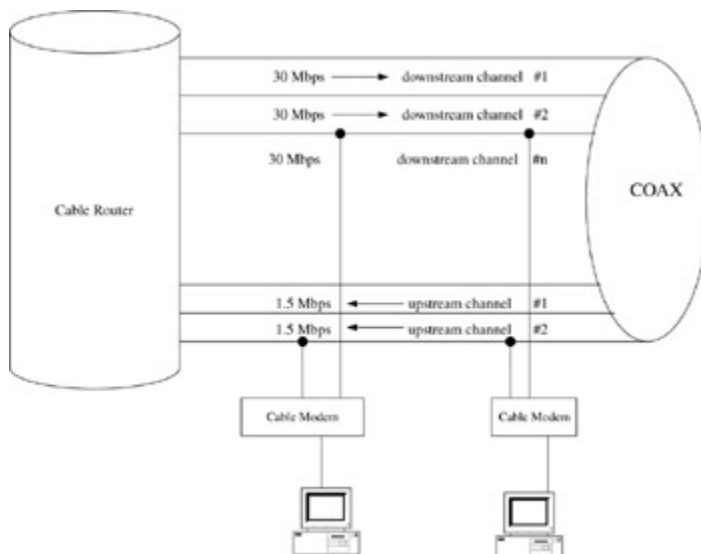 30 Mbps downstream channel #1
30 Mbps downstream channel #2
30 Mbps downstream channel #n
COAX
Cable Router
1.5 Mbps upstream channel #1
1.5 Mbps upstream channel #2
Cable Modem
Cable Modem